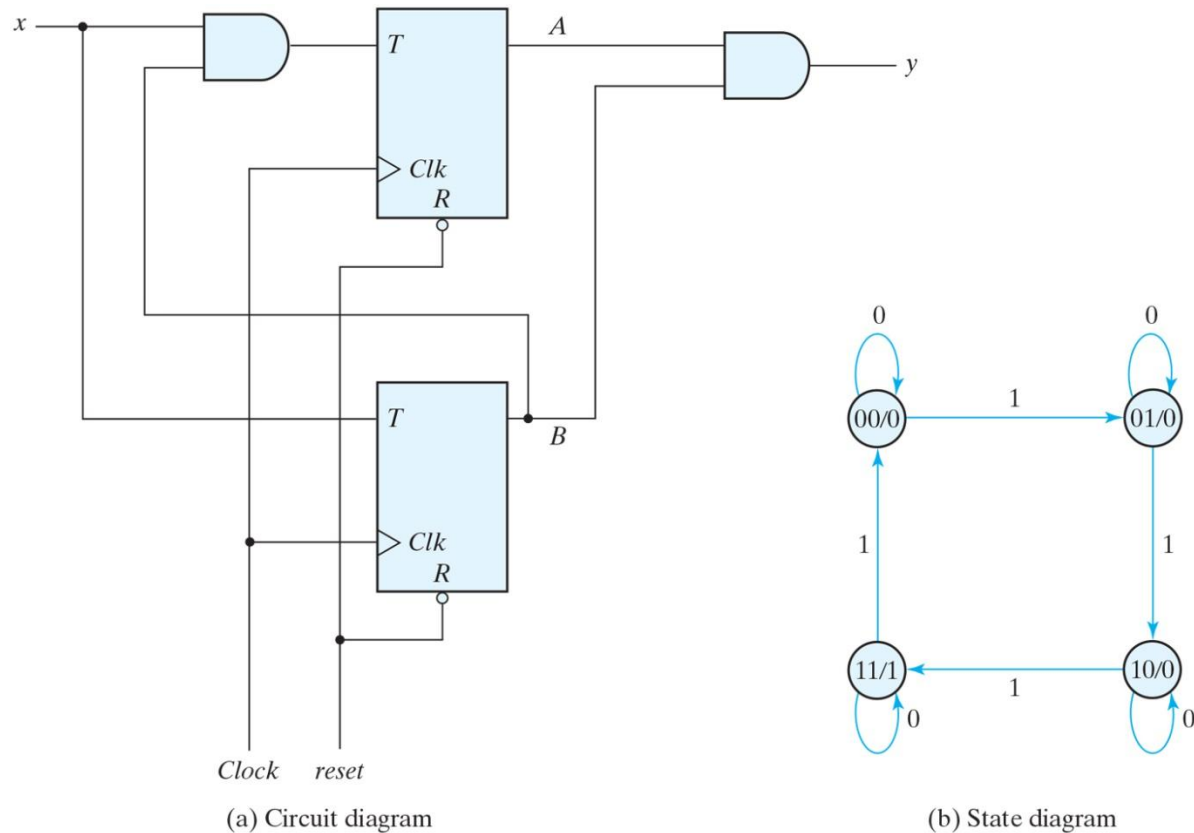 x
T
A
y
Clk
R
T
B
Clk
R
Clock reset
(a) Circuit diagram
0 0
00/0 1 01/0
1 1
11/1 1 10/0
0 0
(b) State diagram